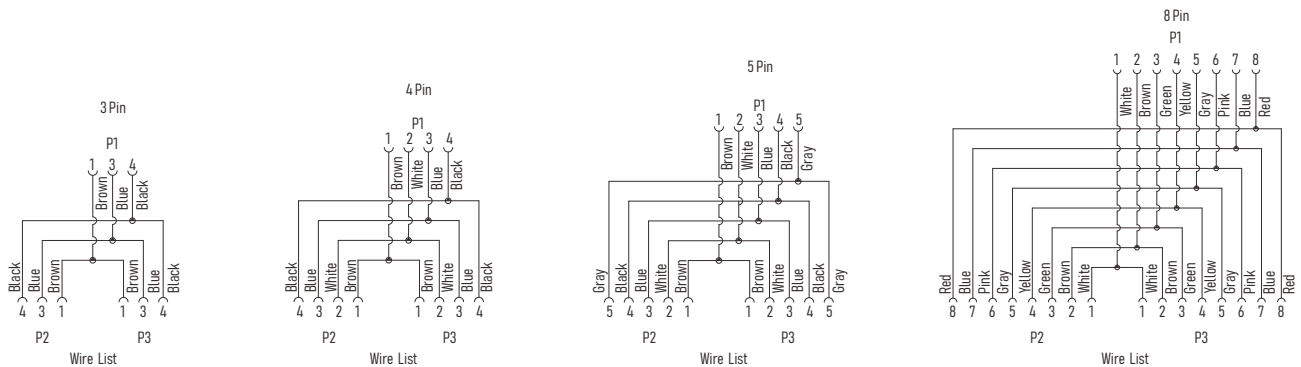 3 Pin
P1
1 3 4
Brown Blue Black
Black Blue Brown Brown Blue Black
4 3 1 1 3 4
P2 P3
Wire List
4 Pin
P1
1 2 3 4
Brown White Blue Black
Black Blue White Brown Brown White Blue Black
4 3 2 1 1 2 3 4
P2 P3
Wire List
5 Pin
P1
1 2 3 4 5
Brown White Blue Black Gray
Gray Black Blue White Brown Brown White Blue Black Gray
5 4 3 2 1 1 2 3 4 5
P2 P3
Wire List
8 Pin
P1
1 2 3 4 5 6 7 8
White Brown Green Yellow Gray Pink Blue Red
Red Blue Pink Gray Yellow Green Brown White White Brown Green Yellow Gray Pink Blue Red
8 7 6 5 4 3 2 1 1 2 3 4 5 6 7 8
P2 P3
Wire List